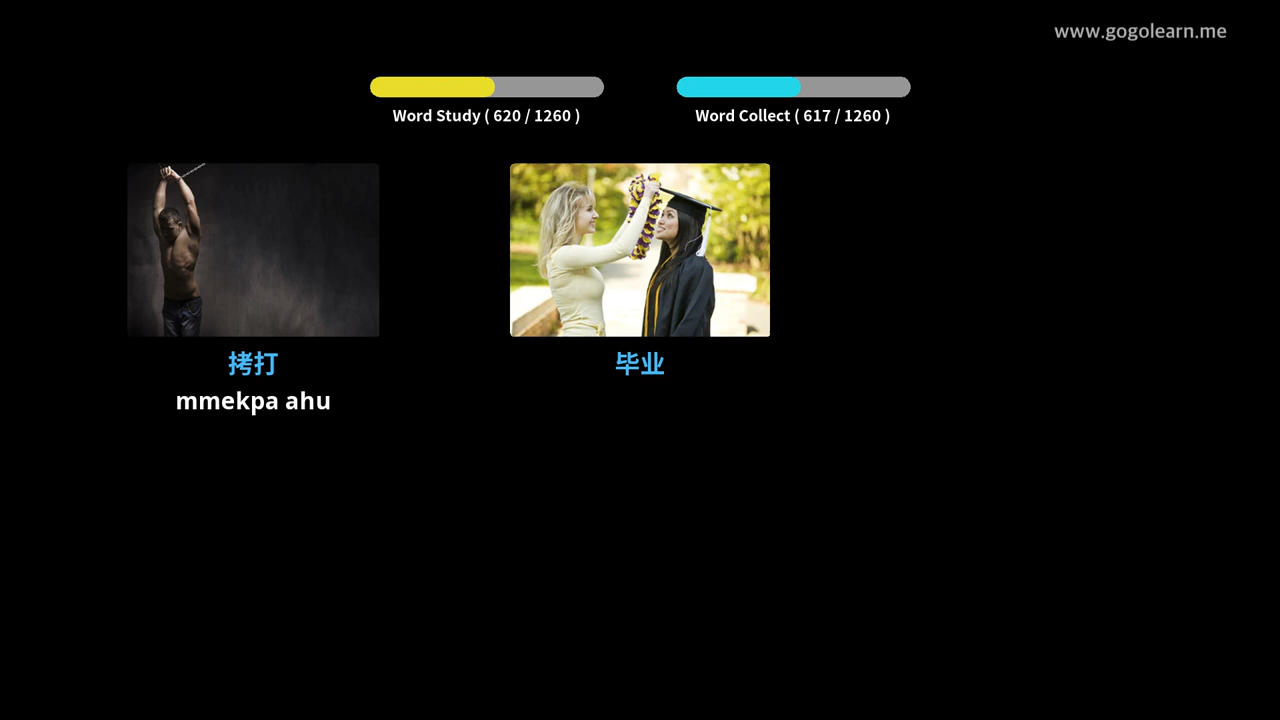 www.gogolearn.me
Word Study ( 620 / 1260 )
Word Collect ( 617 / 1260 )
拷打
毕业
mmekpa ahu